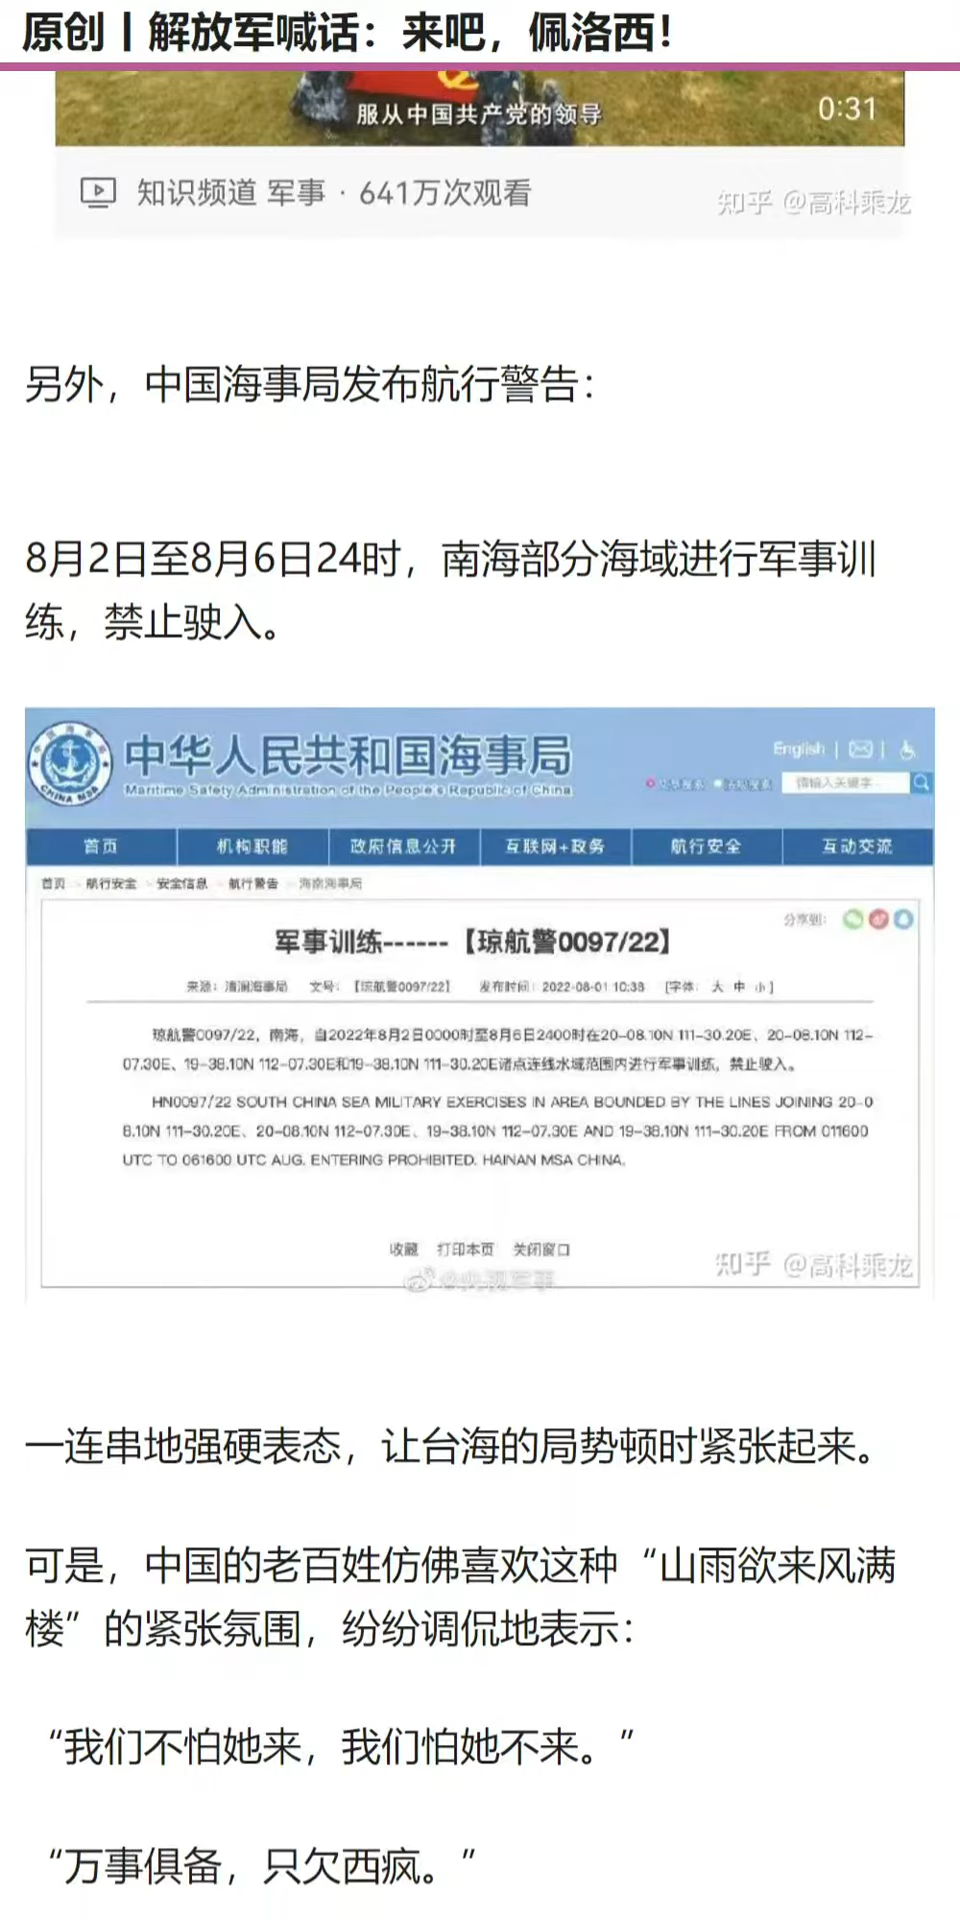 原创丨解放军喊话：来吧，佩洛西！
服从中国共产党的领导
0:31
知识频道 军事 · 641万次观看
知乎 @高科乘龙
另外，中国海事局发布航行警告：
8月2日至8月6日24时，南海部分海域进行军事训
练，禁止驶入。
中华人民共和国海事局
Maritime Safety Administration of the People's Republic of China
CHINA MSA
English
请输入关键字
首页 机构职能 政府信息公开 互联网+政务 航行安全 互动交流
首页 航行安全 安全信息 航行警告 海南海事局
分享到：
军事训练------【琼航警0097/22】
来源：清澜海事局 文号：【琼航警0097/22】 发布时间：2022-08-01 10:38 [字体： 大 中 小]
琼航警0097/22，南海，自2022年8月2日0000时至8月6日2400时在20-08.10N 111-30.20E、20-08.10N 112-
07.30E、19-38.10N 112-07.30E和19-38.10N 111-30.20E诸点连线水域范围内进行军事训练，禁止驶入。
HN0097/22 SOUTH CHINA SEA MILITARY EXERCISES IN AREA BOUNDED BY THE LINES JOINING 20-0
8.10N 111-30.20E、20-08.10N 112-07.30E、19-38.10N 112-07.30E AND 19-38.10N 111-30.20E FROM 011600
UTC TO 061600 UTC AUG. ENTERING PROHIBITED. HAINAN MSA CHINA.
收藏 打印本页 关闭窗口
知乎 @高科乘龙
@央视军事
一连串地强硬表态，让台海的局势顿时紧张起来。
可是，中国的老百姓仿佛喜欢这种“山雨欲来风满
楼”的紧张氛围，纷纷调侃地表示：
“我们不怕她来，我们怕她不来。”
“万事俱备，只欠西疯。”